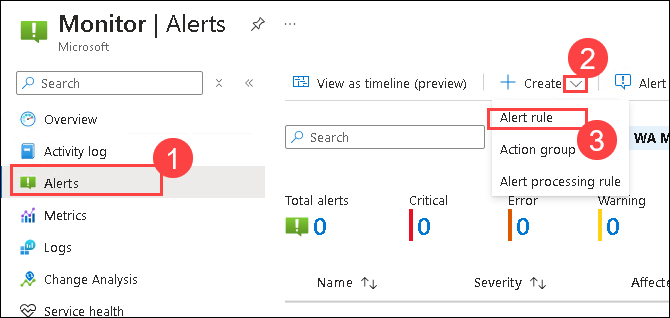 Monitor | Alerts
Microsoft
Search
View as timeline (preview)
Create
2
Alert
Overview
Activity log
1
Alerts
Metrics
Logs
Change Analysis
Service health
Search
Alert rule
3
WA M
Action group
Alert processing rule
Total alerts
0
Critical
0
Error
0
Warning
0
Name
Severity
Affecte